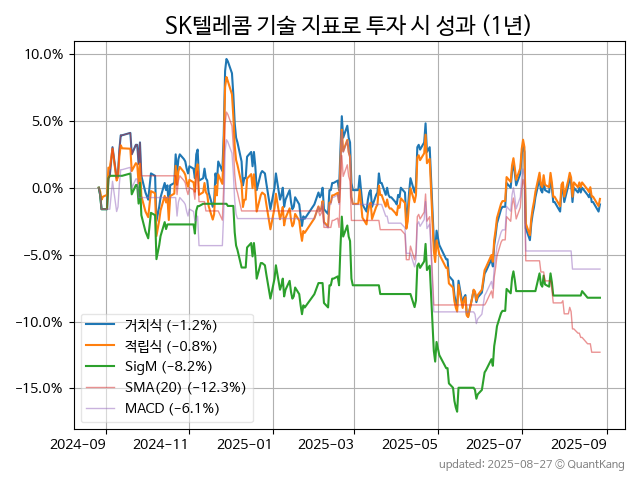 SK텔레콤 기술 지표로 투자 시 성과 (1년)
10.0%
5.0%
0.0%
−5.0%
−10.0%
−15.0%
거치식 (−1.2%)
적립식 (−0.8%)
SigM (−8.2%)
SMA(20) (−12.3%)
MACD (−6.1%)
2024-09 2024-11 2025-01 2025-03 2025-05 2025-07 2025-09
updated: 2025-08-27 © QuantKang